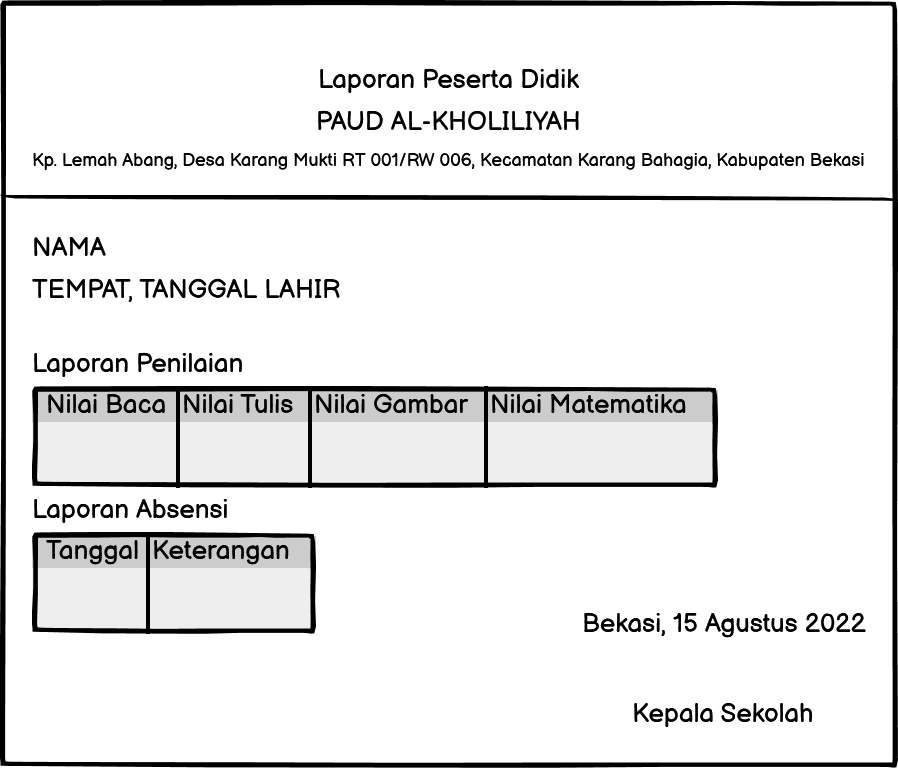 Laporan Peserta Didik
PAUD AL-KHOLILIYAH
Kp. Lemah Abang, Desa Karang Mukti RT 001/RW 006, Kecamatan Karang Bahagia, Kabupaten Bekasi
NAMA
TEMPAT, TANGGAL LAHIR
Laporan Penilaian
Nilai Baca Nilai Tulis Nilai Gambar Nilai Matematika
Laporan Absensi
Tanggal Keterangan
Bekasi, 15 Agustus 2022
Kepala Sekolah